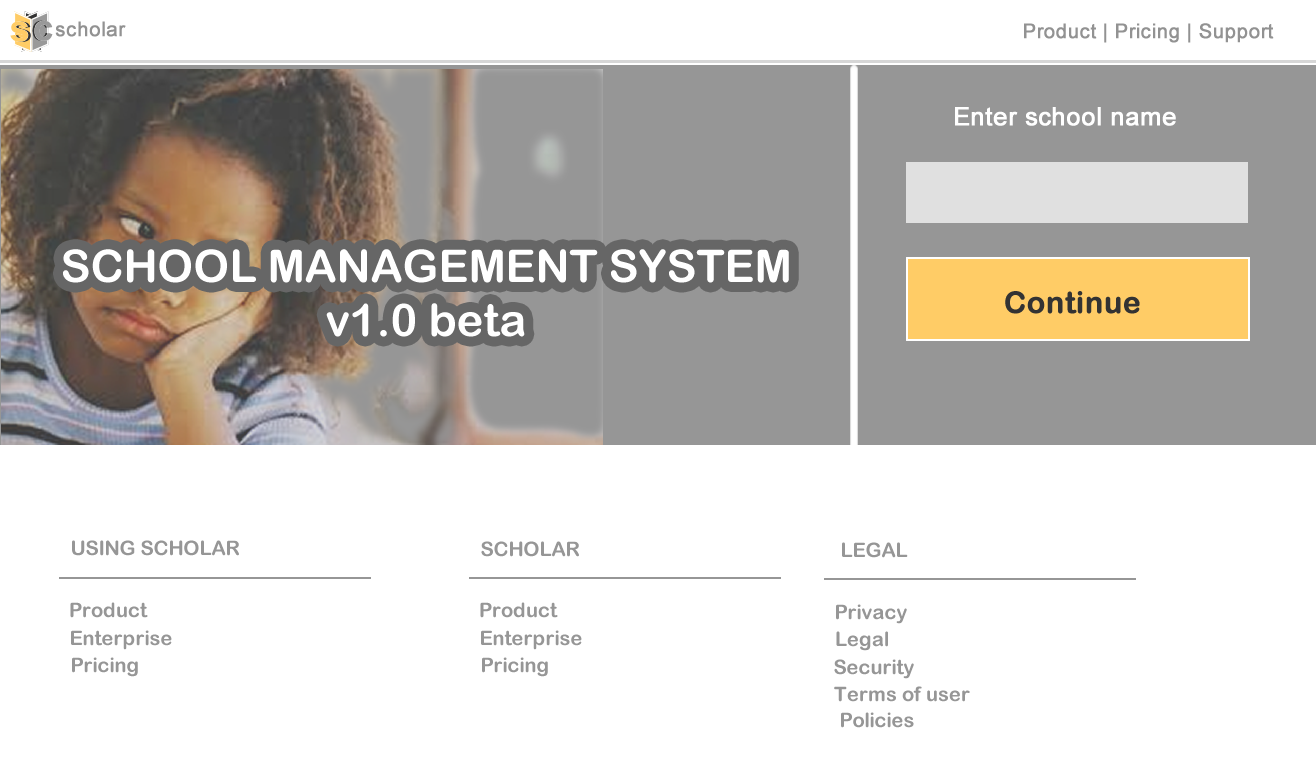 SC scholar
Product | Pricing | Support
Enter school name
SCHOOL MANAGEMENT SYSTEM
v1.0 beta
Continue
USING SCHOLAR
Product
Enterprise
Pricing
SCHOLAR
Product
Enterprise
Pricing
LEGAL
Privacy
Legal
Security
Terms of user
Policies